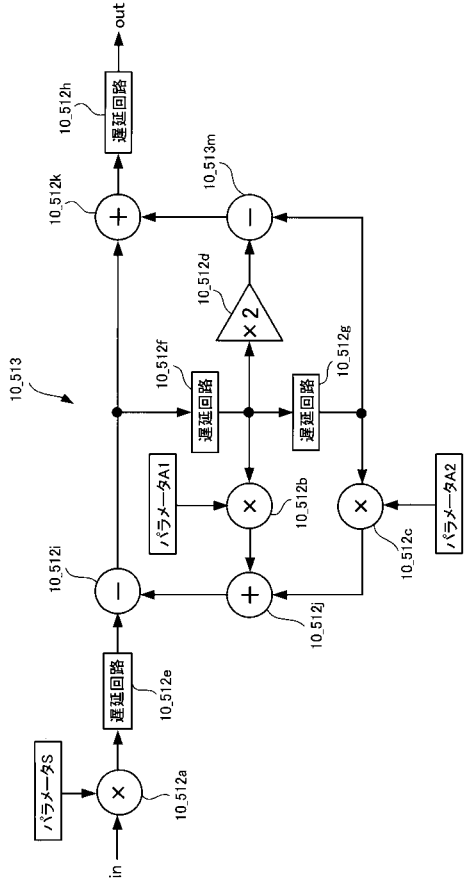 10_513
in
パラメータS
×
10_512a
遅延回路
10_512e
−
10_512i
+
10_512k
遅延回路
10_512h
out
遅延回路
10_512f
パラメータA1
×
10_512b
×2
10_512d
−
10_513m
+
10_512j
遅延回路
10_512g
×
10_512c
パラメータA2